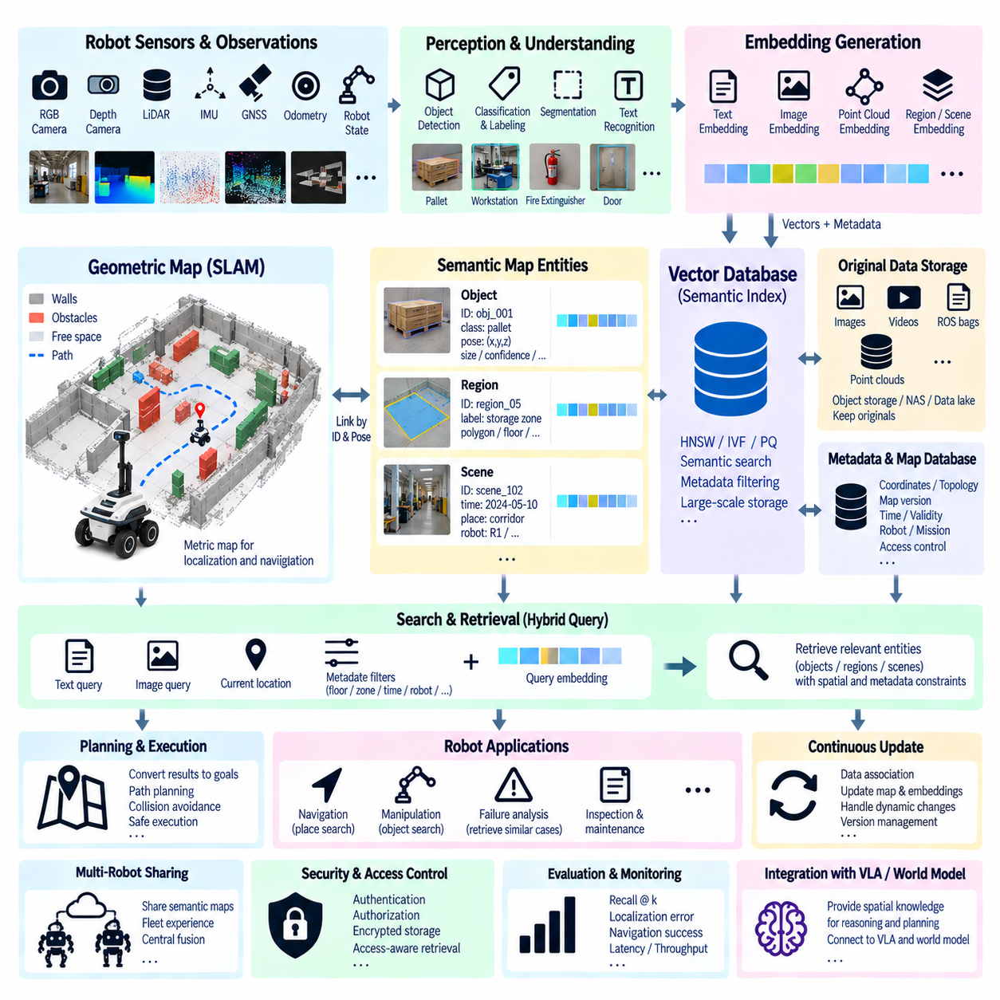 Robot Sensors & Observations
RGB
Camera
Depth
Camera
LiDAR
IMU
GNSS
Odometry
Robot
State
...
Perception & Understanding
Object
Detection
Classification
& Labeling
Segmentation
Text
Recognition
Pallet
Workstation
Fire Extinguisher
Door
...
Embedding Generation
Text
Embedding
Image
Embedding
Point Cloud
Embedding
Region / Scene
Embedding
...
Vectors + Metadata
Geometric Map (SLAM)
Walls
Obstacles
Free space
Path
Metric map for
localization and naviiglation
Link by
ID & Pose
Semantic Map Entities
Object
ID: obj_001
class: pallet
pose: (x,y,z)
size / confidence / ...
Region
ID: region_05
label: storage zone
polygon / floor / ...
Scene
ID: scene_102
time: 2024-05-10
place: corridor
robot: R1 / ...
...
Vector Database
(Semantic Index)
HNSW / IVF / PQ
Semantic search
Metadata filtering
Large-scale storage
...
Original Data Storage
Images
Videos
ROS bags
Point clouds
...
Object storage / NAS / Data lake
Keep originals
Metadata & Map Database
Coordinates / Topology
Map version
Time / Validity
Robot / Mission
Access control
...
Search & Retrieval (Hybrid Query)
Text query
Image query
Current location
Metadate filters
(floor / zone / time / robot / ...)
+
Query embedding
Retrieve relevant entities
(objects / regions / scenes)
with spatial and metadata constraints
Planning & Execution
Convert results to goals
Path planning
Collision avoidance
Safe execution
...
Robot Applications
Navigation
(place search)
Manipulation
(object search)
Failure analysis
(retrieve similar cases)
Inspection &
maintenance
...
Continuous Update
Data association
Update map & embeddings
Handle dynamic changes
Version management
...
Multi-Robot Sharing
Share semantic maps
Fleet experience
Central fusion
...
Security & Access Control
Authentication
Authorization
Encrypted storage
Access-aware retrieval
...
Evaluation & Monitoring
Recall @ k
Localization error
Navigation success
Latency / Throughput
...
Integration with VLA / World Model
Provide spatial knowledge
for reasoning and planning
Connect to VLA and world model
...